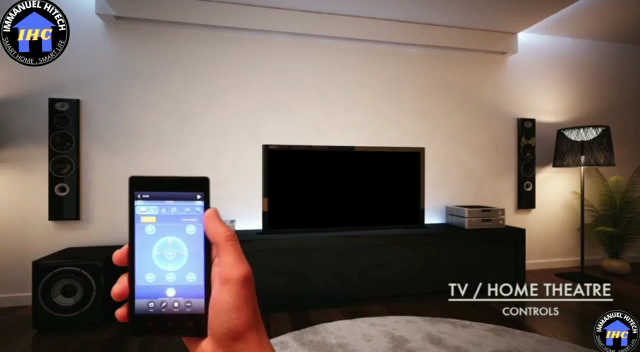 IMMANUEL HITECH
IHC
SMART HOME , SMART LIFE
TV / HOME THEATRE
CONTROLS
IMMANUEL HITECH
IHC